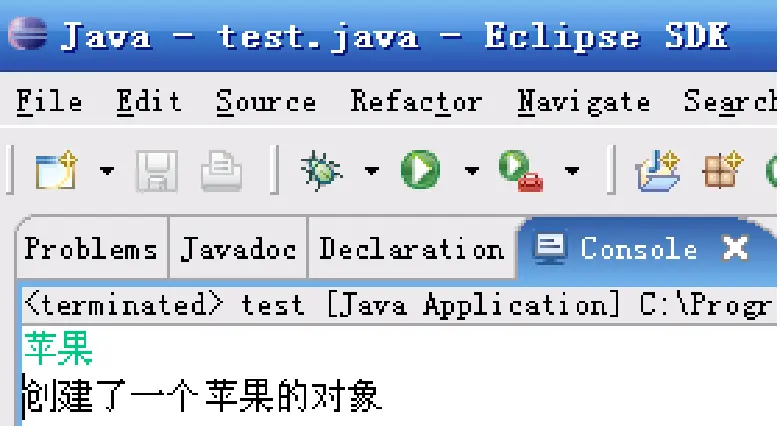 Java - test.java - Eclipse SDK
File Edit Source Refactor Navigate Search
Problems Javadoc Declaration Console
<terminated> test [Java Application] C:\Progr
苹果
创建了一个苹果的对象